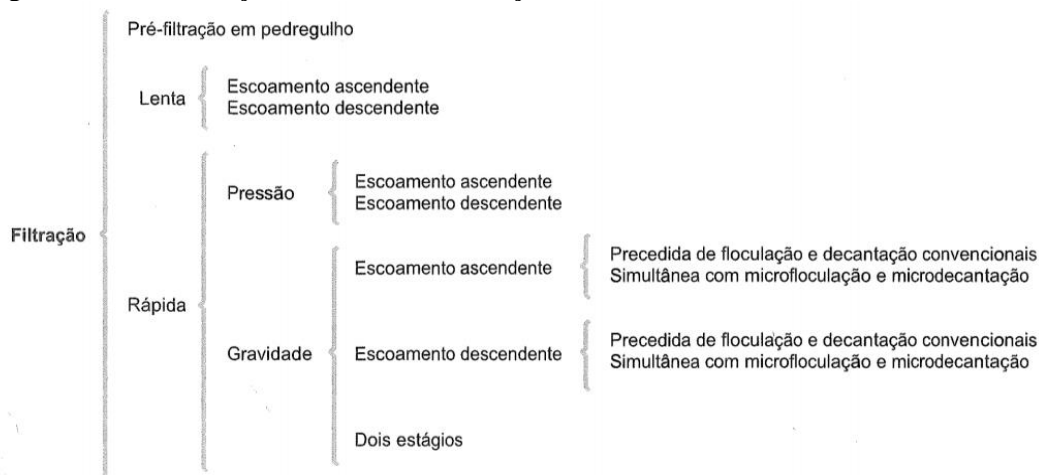 Pré-filtração em pedregulho
Lenta
Escoamento ascendente
Escoamento descendente
Filtração
Rápida
Pressão
Escoamento ascendente
Escoamento descendente
Gravidade
Escoamento ascendente
Precedida de floculação e decantação convencionais
Simultânea com microfloculação e microdecantação
Escoamento descendente
Precedida de floculação e decantação convencionais
Simultânea com microfloculação e microdecantação
Dois estágios